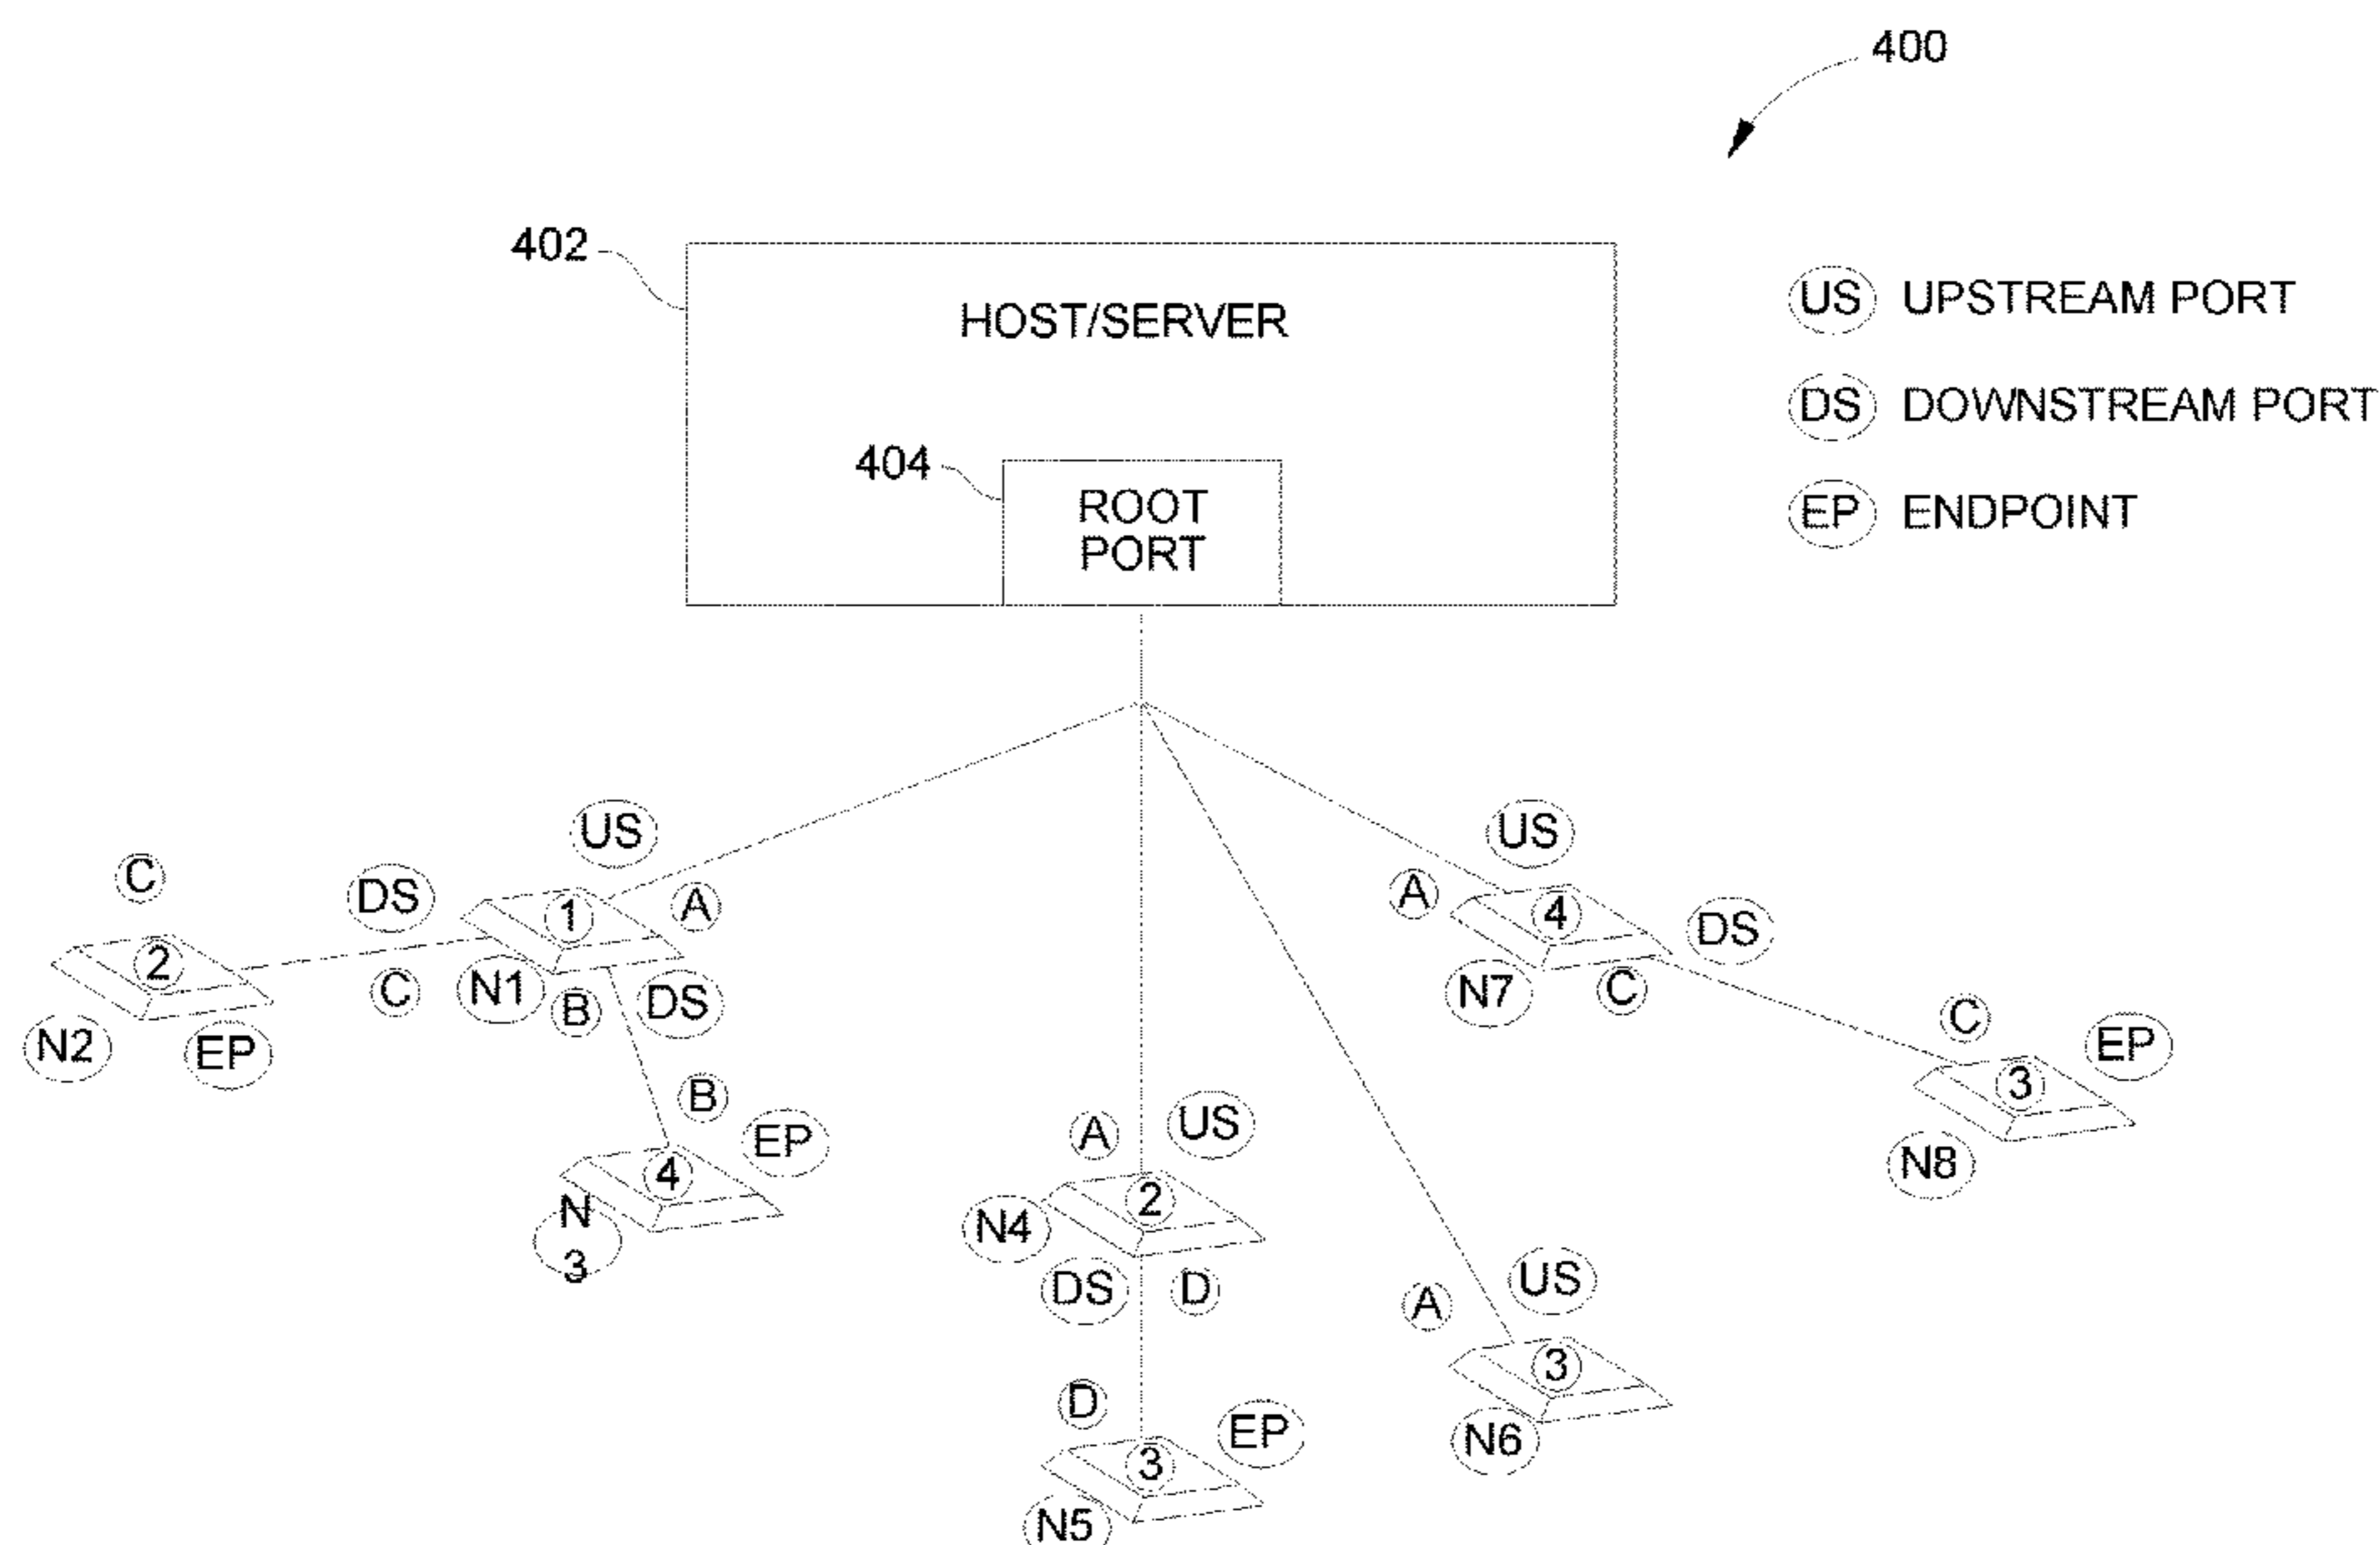 400
402
HOST/SERVER
US UPSTREAM PORT
DS DOWNSTREAM PORT
404
ROOT
PORT
EP ENDPOINT
US
US
C
DS
1
A
A
4
DS
2
C
N1
B
DS
N7
C
C
EP
N2
EP
3
B
EP
A
US
N8
4
N
3
2
N4
DS
D
US
A
D
EP
3
3
N6
N5